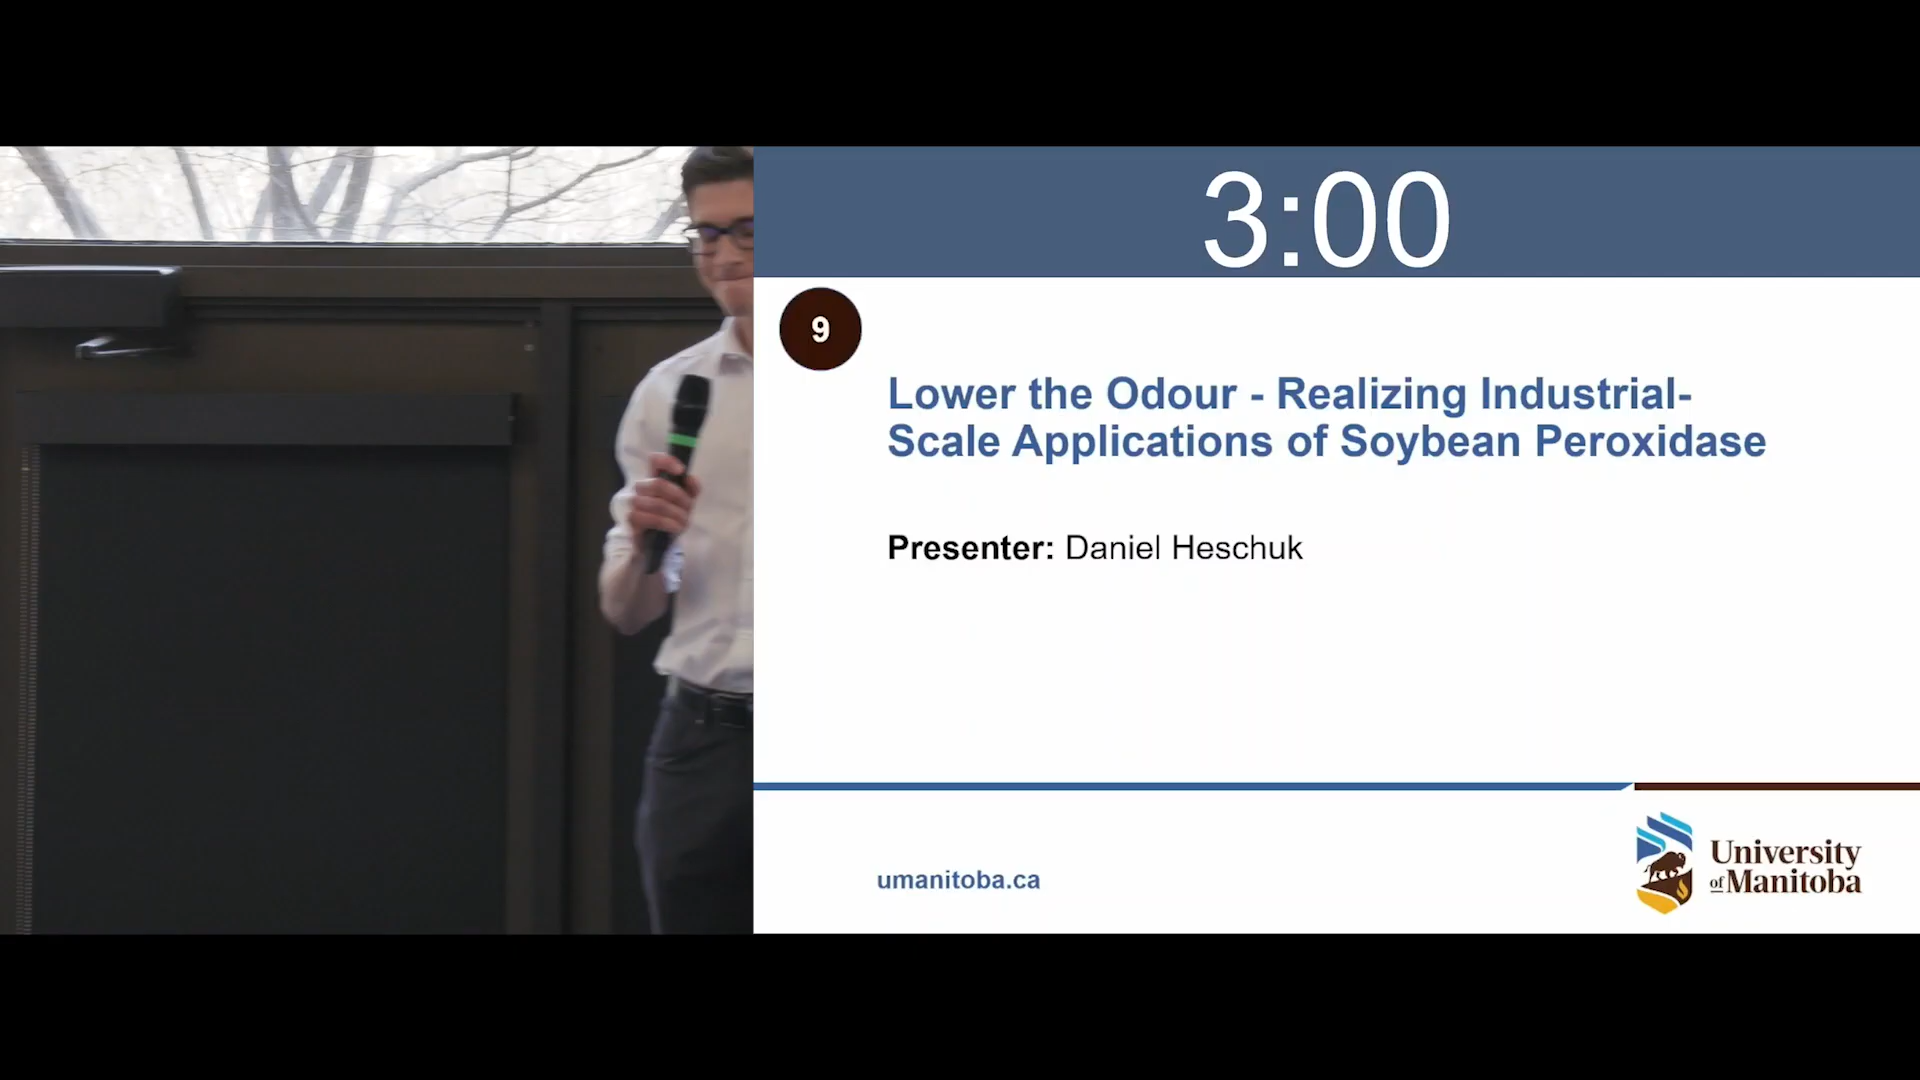 3:00
9
Lower the Odour - Realizing Industrial-
Scale Applications of Soybean Peroxidase
Presenter: Daniel Heschuk
umanitoba.ca
University
of Manitoba